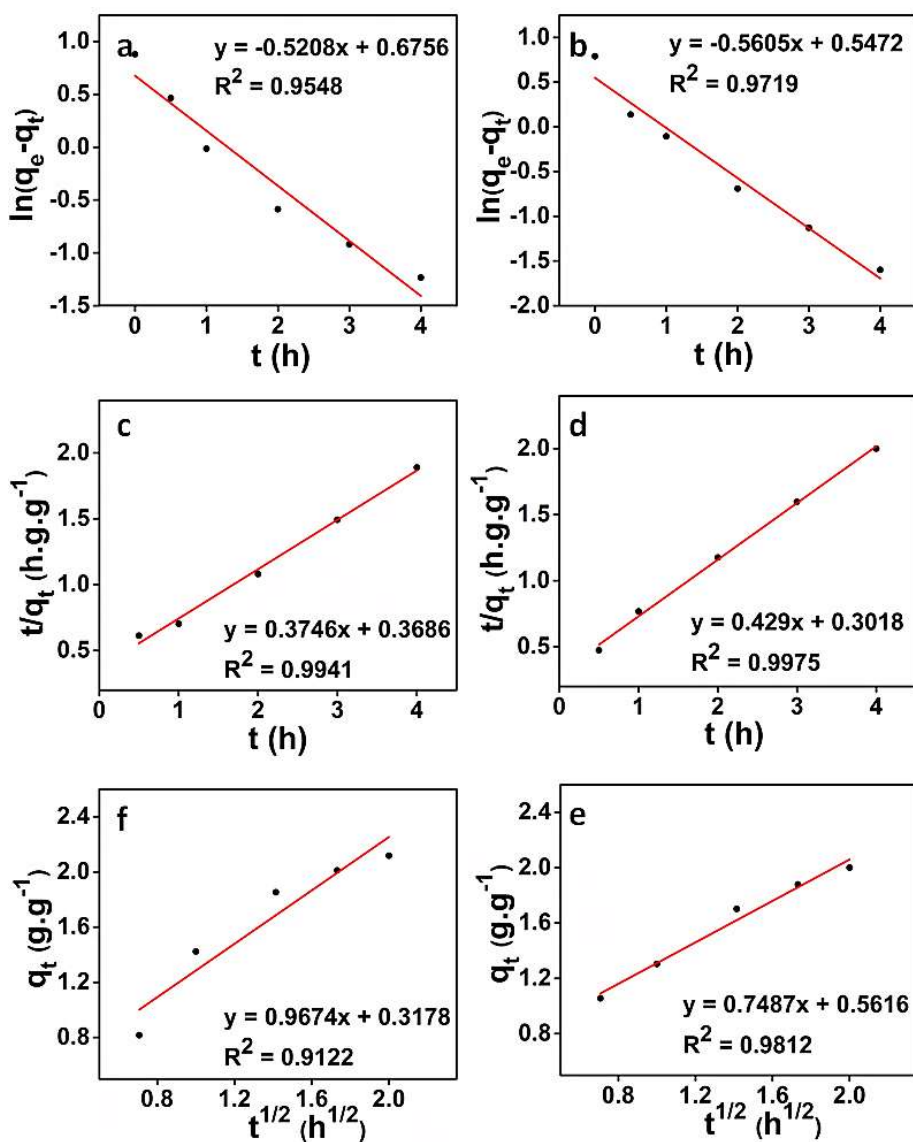 a
y = -0.5208x + 0.6756
R² = 0.9548
1.0
0.5
0.0
-0.5
-1.0
-1.5
ln(qₑ-qₜ)
0 1 2 3 4
t (h)
b
y = -0.5605x + 0.5472
R² = 0.9719
1.0
0.5
0.0
-0.5
-1.0
-1.5
-2.0
ln(qₑ-qₜ)
0 1 2 3 4
t (h)
c
2.0
1.5
1.0
0.5
t/qₜ (h.g.g⁻¹)
y = 0.3746x + 0.3686
R² = 0.9941
0 1 2 3 4
t (h)
d
2.0
1.5
1.0
0.5
t/qₜ (h.g.g⁻¹)
y = 0.429x + 0.3018
R² = 0.9975
0 1 2 3 4
t (h)
f
2.4
2.0
1.6
1.2
0.8
qₜ (g.g⁻¹)
y = 0.9674x + 0.3178
R² = 0.9122
0.8 1.2 1.6 2.0
t¹ᐟ² (h¹ᐟ²)
e
2.4
2.0
1.6
1.2
0.8
qₜ (g.g⁻¹)
y = 0.7487x + 0.5616
R² = 0.9812
0.8 1.2 1.6 2.0
t¹ᐟ² (h¹ᐟ²)